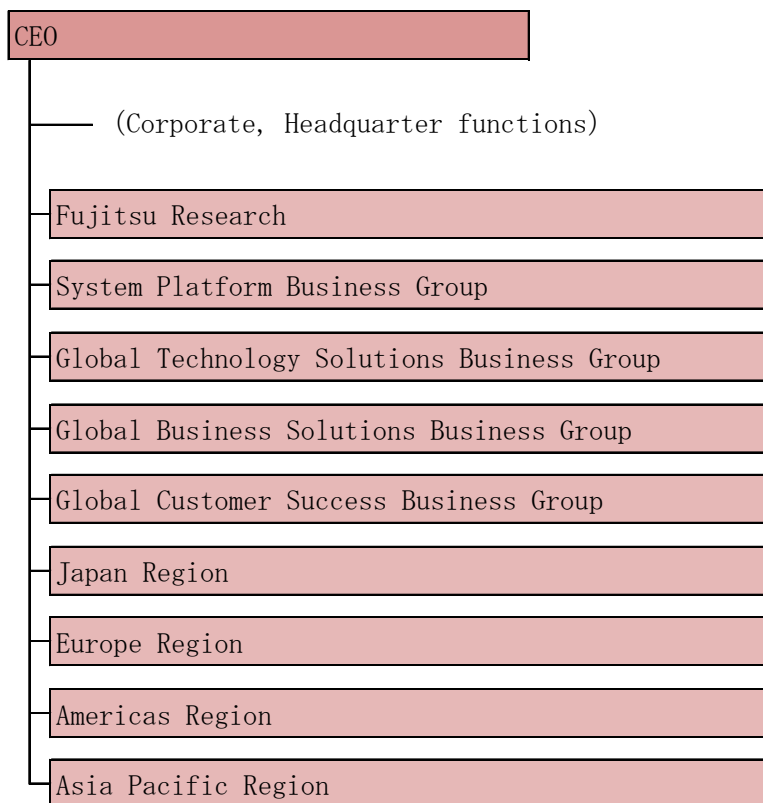 CEO
(Corporate, Headquarter functions)
Fujitsu Research
System Platform Business Group
Global Technology Solutions Business Group
Global Business Solutions Business Group
Global Customer Success Business Group
Japan Region
Europe Region
Americas Region
Asia Pacific Region